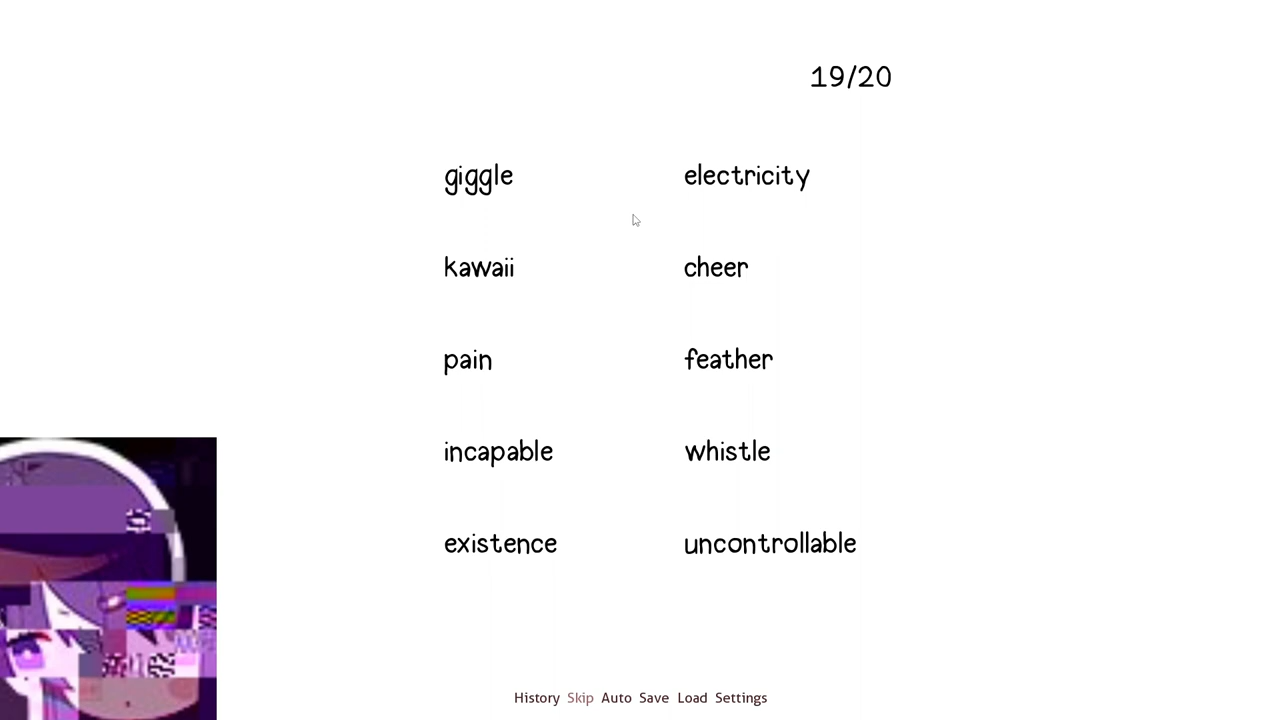 19/20
giggle electricity
kawaii cheer
pain feather
incapable whistle
existence uncontrollable
History Skip Auto Save Load Settings